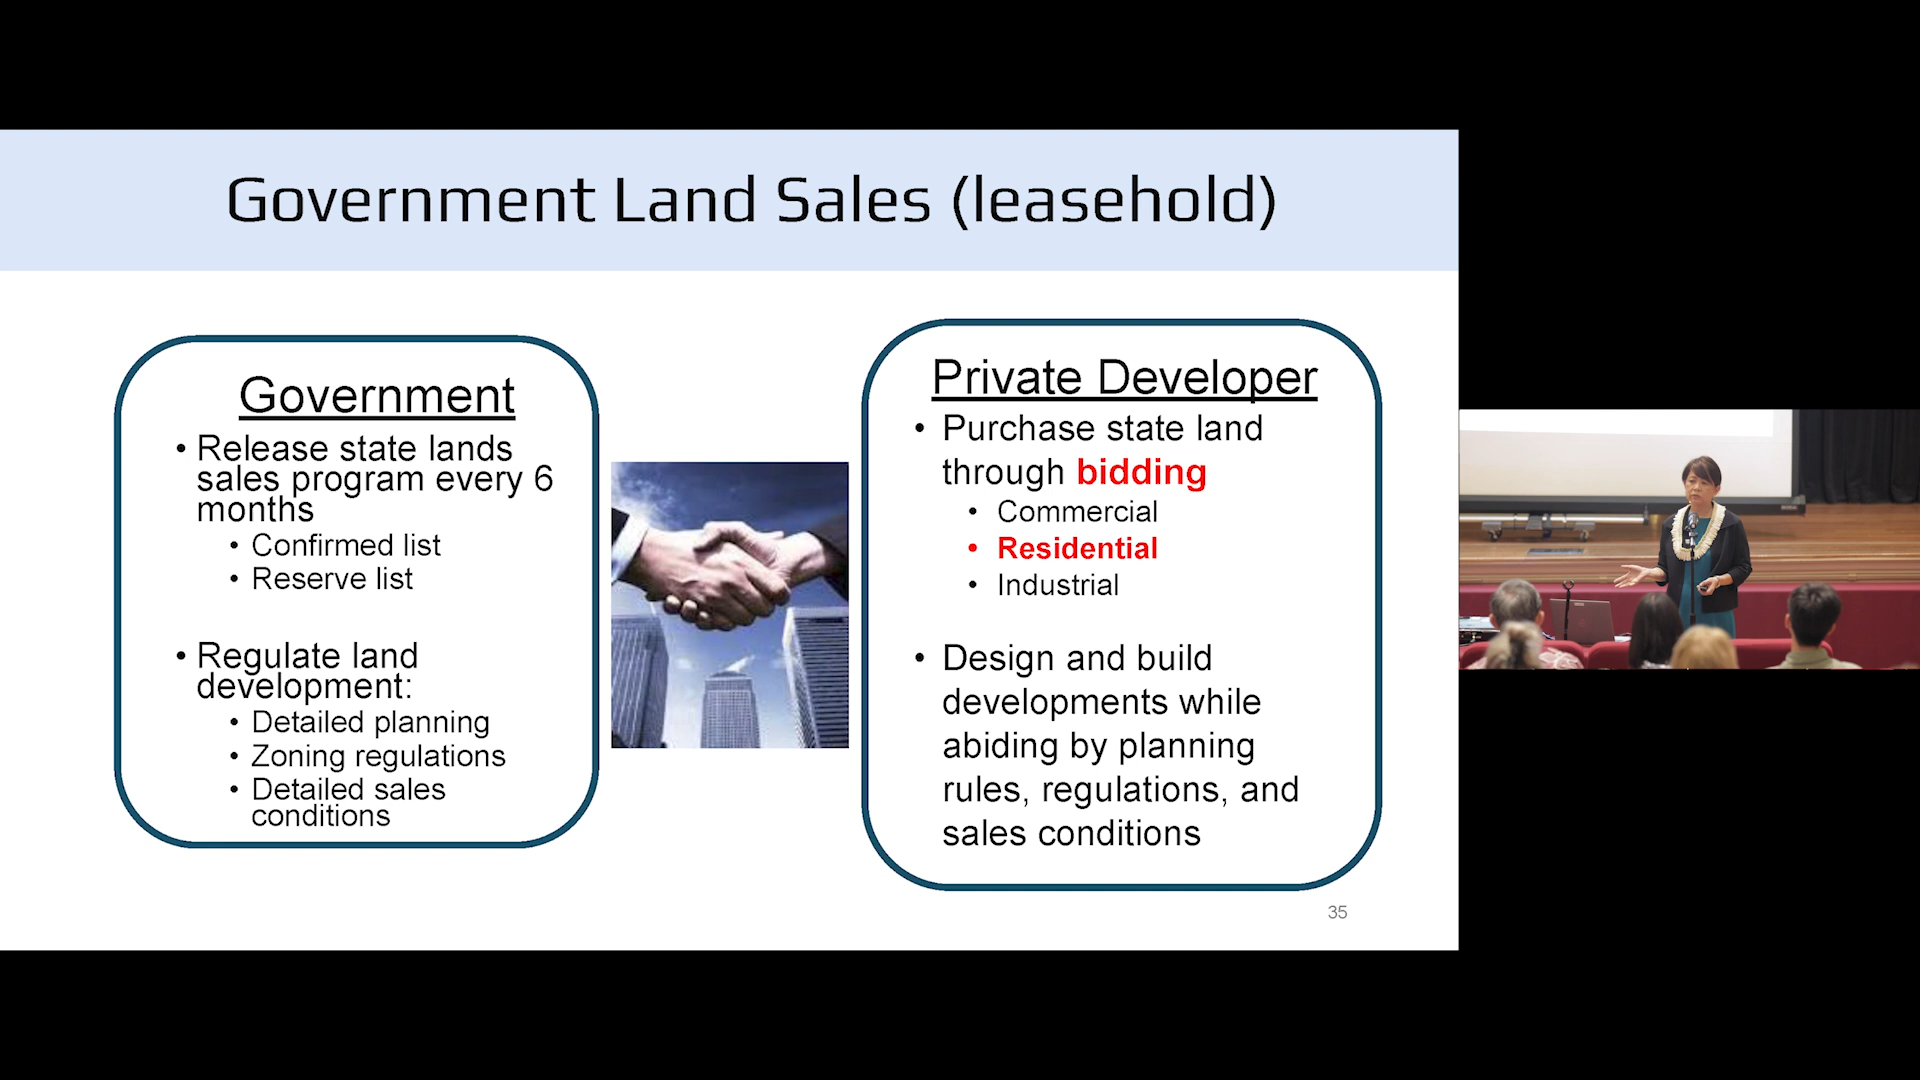 Government Land Sales (leasehold)
Government
• Release state lands
sales program every 6
months
• Confirmed list
• Reserve list
• Regulate land
development:
• Detailed planning
• Zoning regulations
• Detailed sales
conditions
Private Developer
• Purchase state land
through bidding
• Commercial
• Residential
• Industrial
• Design and build
developments while
abiding by planning
rules, regulations, and
sales conditions
35